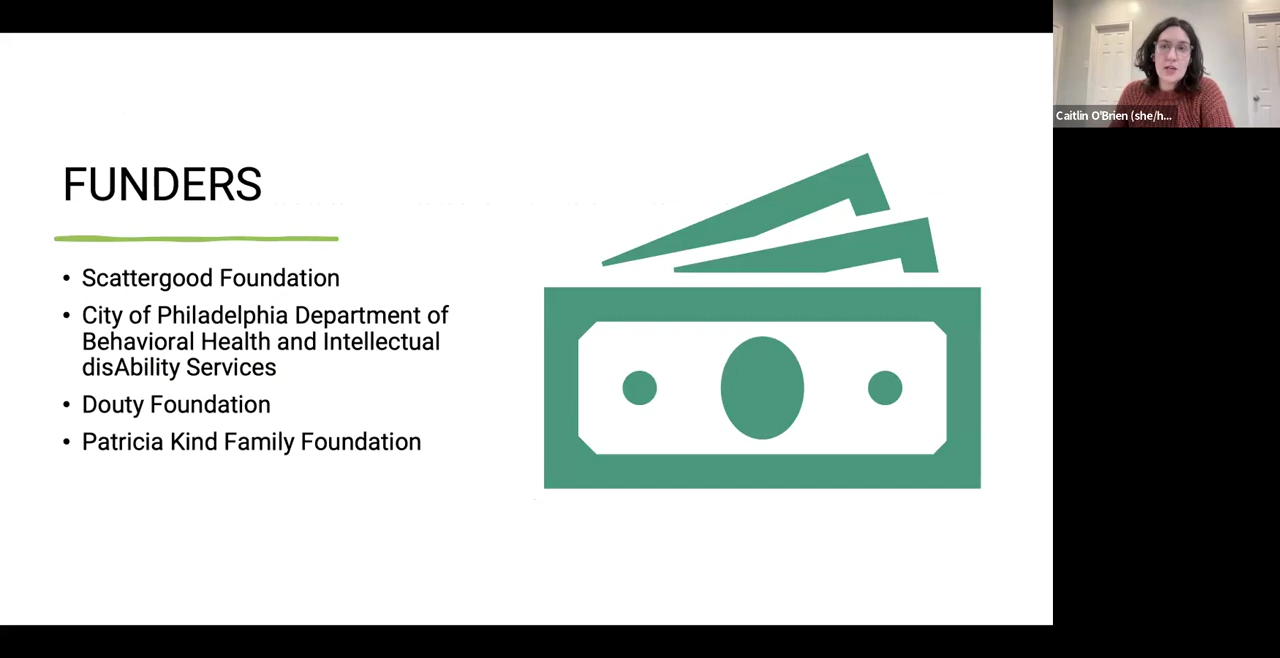 FUNDERS
• Scattergood Foundation
• City of Philadelphia Department of
Behavioral Health and Intellectual
disAbility Services
• Douty Foundation
• Patricia Kind Family Foundation
Caitlin O'Brien (she/h...